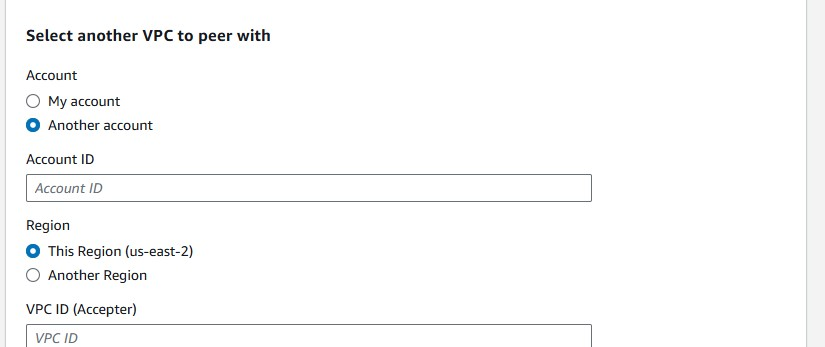 Select another VPC to peer with
Account
My account
Another account
Account ID
Account ID
Region
This Region (us-east-2)
Another Region
VPC ID (Accepter)
VPC ID